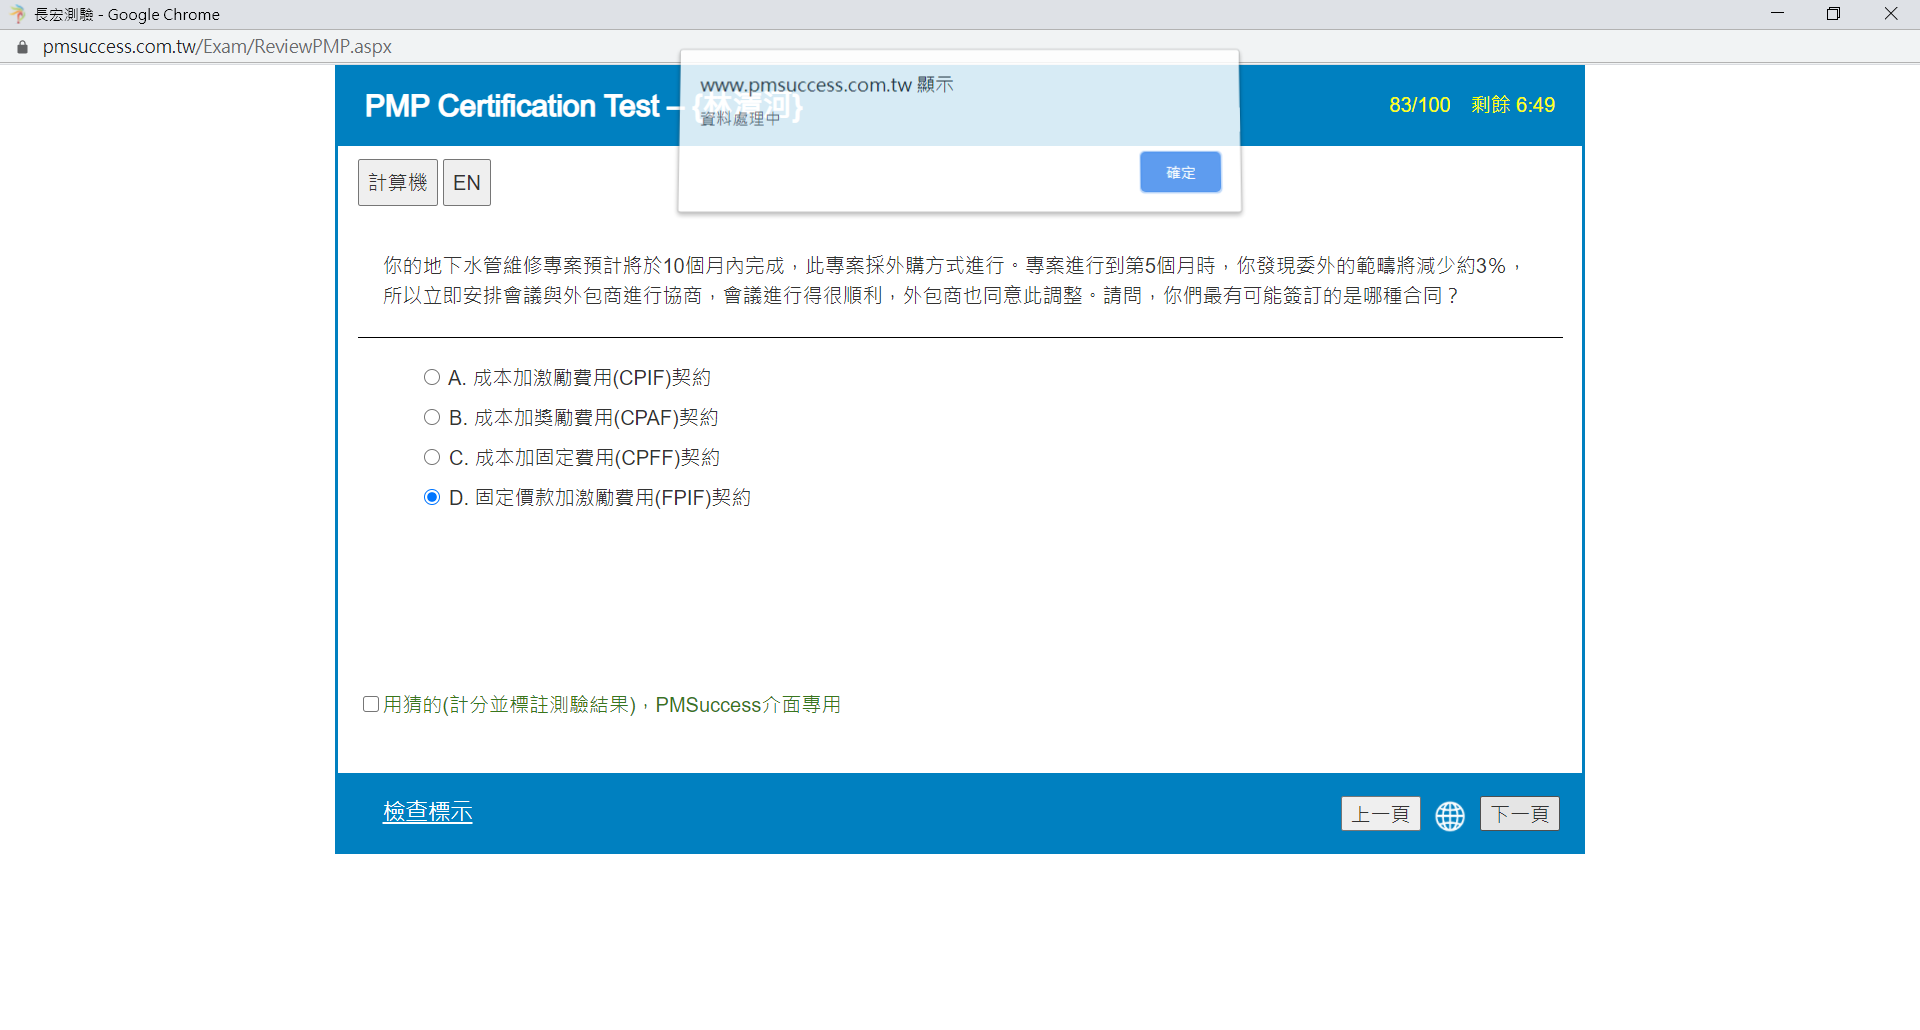 長宏測驗 - Google Chrome
pmsuccess.com.tw/Exam/ReviewPMP.aspx
www.pmsuccess.com.tw 顯示
資料處理中
確定
PMP Certification Test – {林清河}
83/100 剩餘 6:49
計算機 EN
你的地下水管維修專案預計將於10個月內完成，此專案採外購方式進行。專案進行到第5個月時，你發現委外的範疇將減少約3%，
所以立即安排會議與外包商進行協商，會議進行得很順利，外包商也同意此調整。請問，你們最有可能簽訂的是哪種合同？
A. 成本加激勵費用(CPIF)契約
B. 成本加獎勵費用(CPAF)契約
C. 成本加固定費用(CPFF)契約
D. 固定價款加激勵費用(FPIF)契約
用猜的(計分並標註測驗結果)，PMSuccess介面專用
檢查標示
上一頁 下一頁